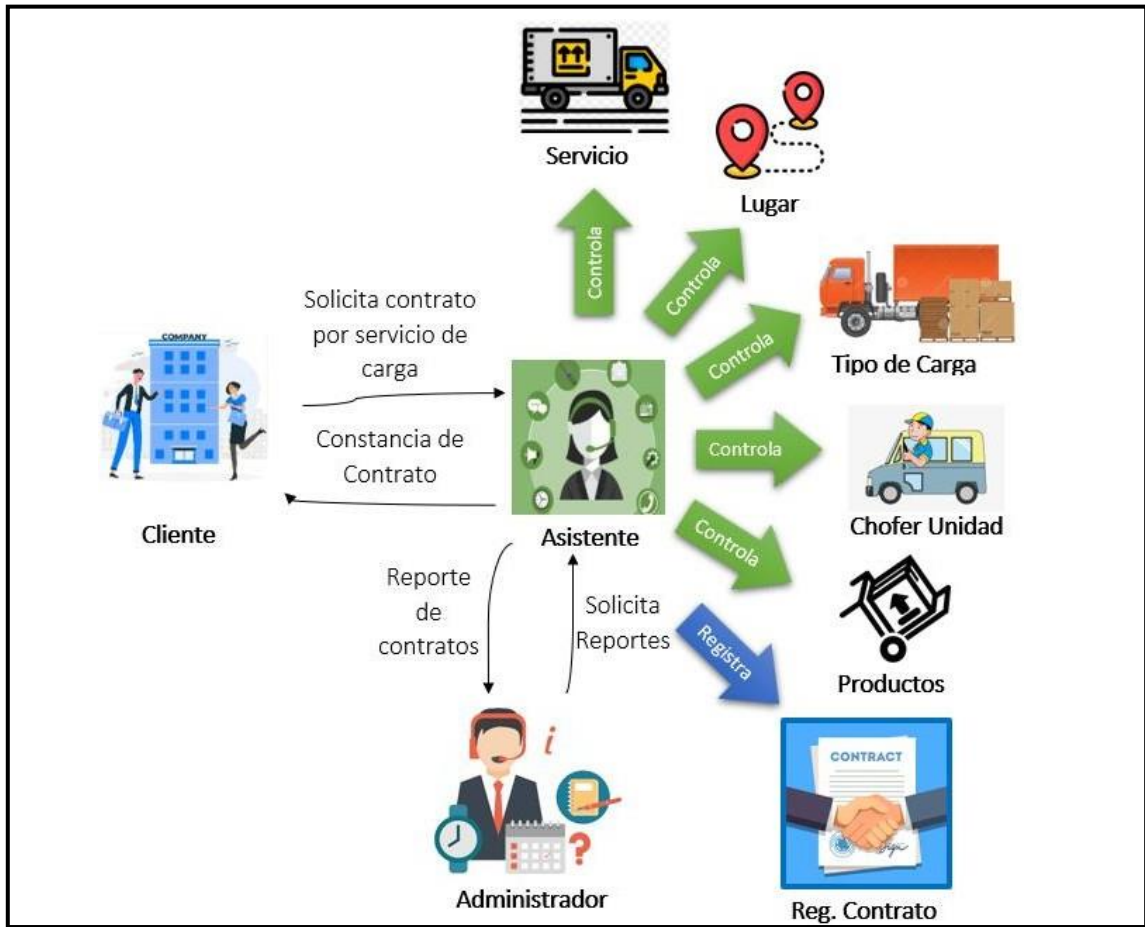 Servicio
Lugar
Controla
Controla
Controla
Tipo de Carga
Solicita contrato
por servicio de
carga
COMPANY
Constancia de
Contrato
Controla
Cliente
Asistente
Chofer Unidad
Controla
Reporte
de
contratos
Solicita
Reportes
Registra
Productos
i
?
CONTRACT
Administrador
Reg. Contrato